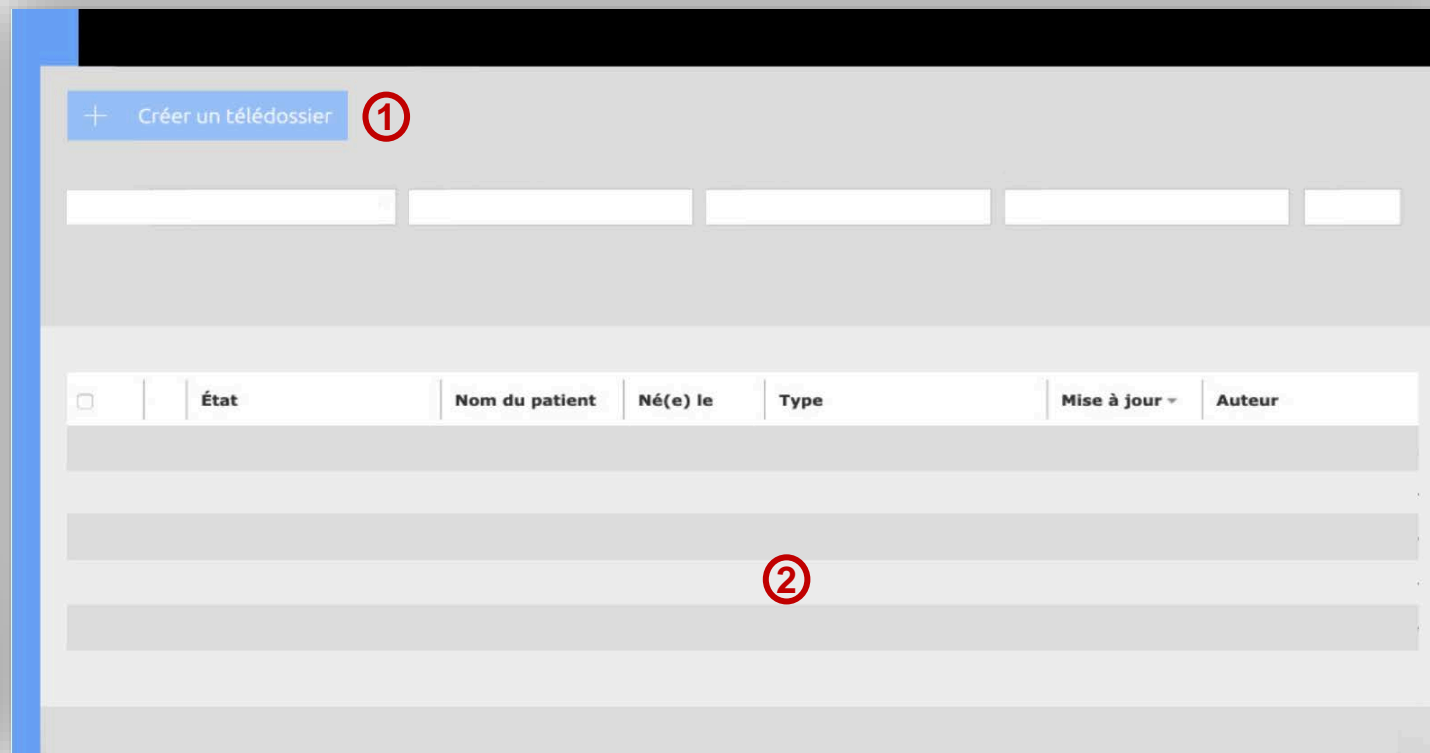 + Créer un télédossier 1
État Nom du patient Né(e) le Type Mise à jour Auteur
2